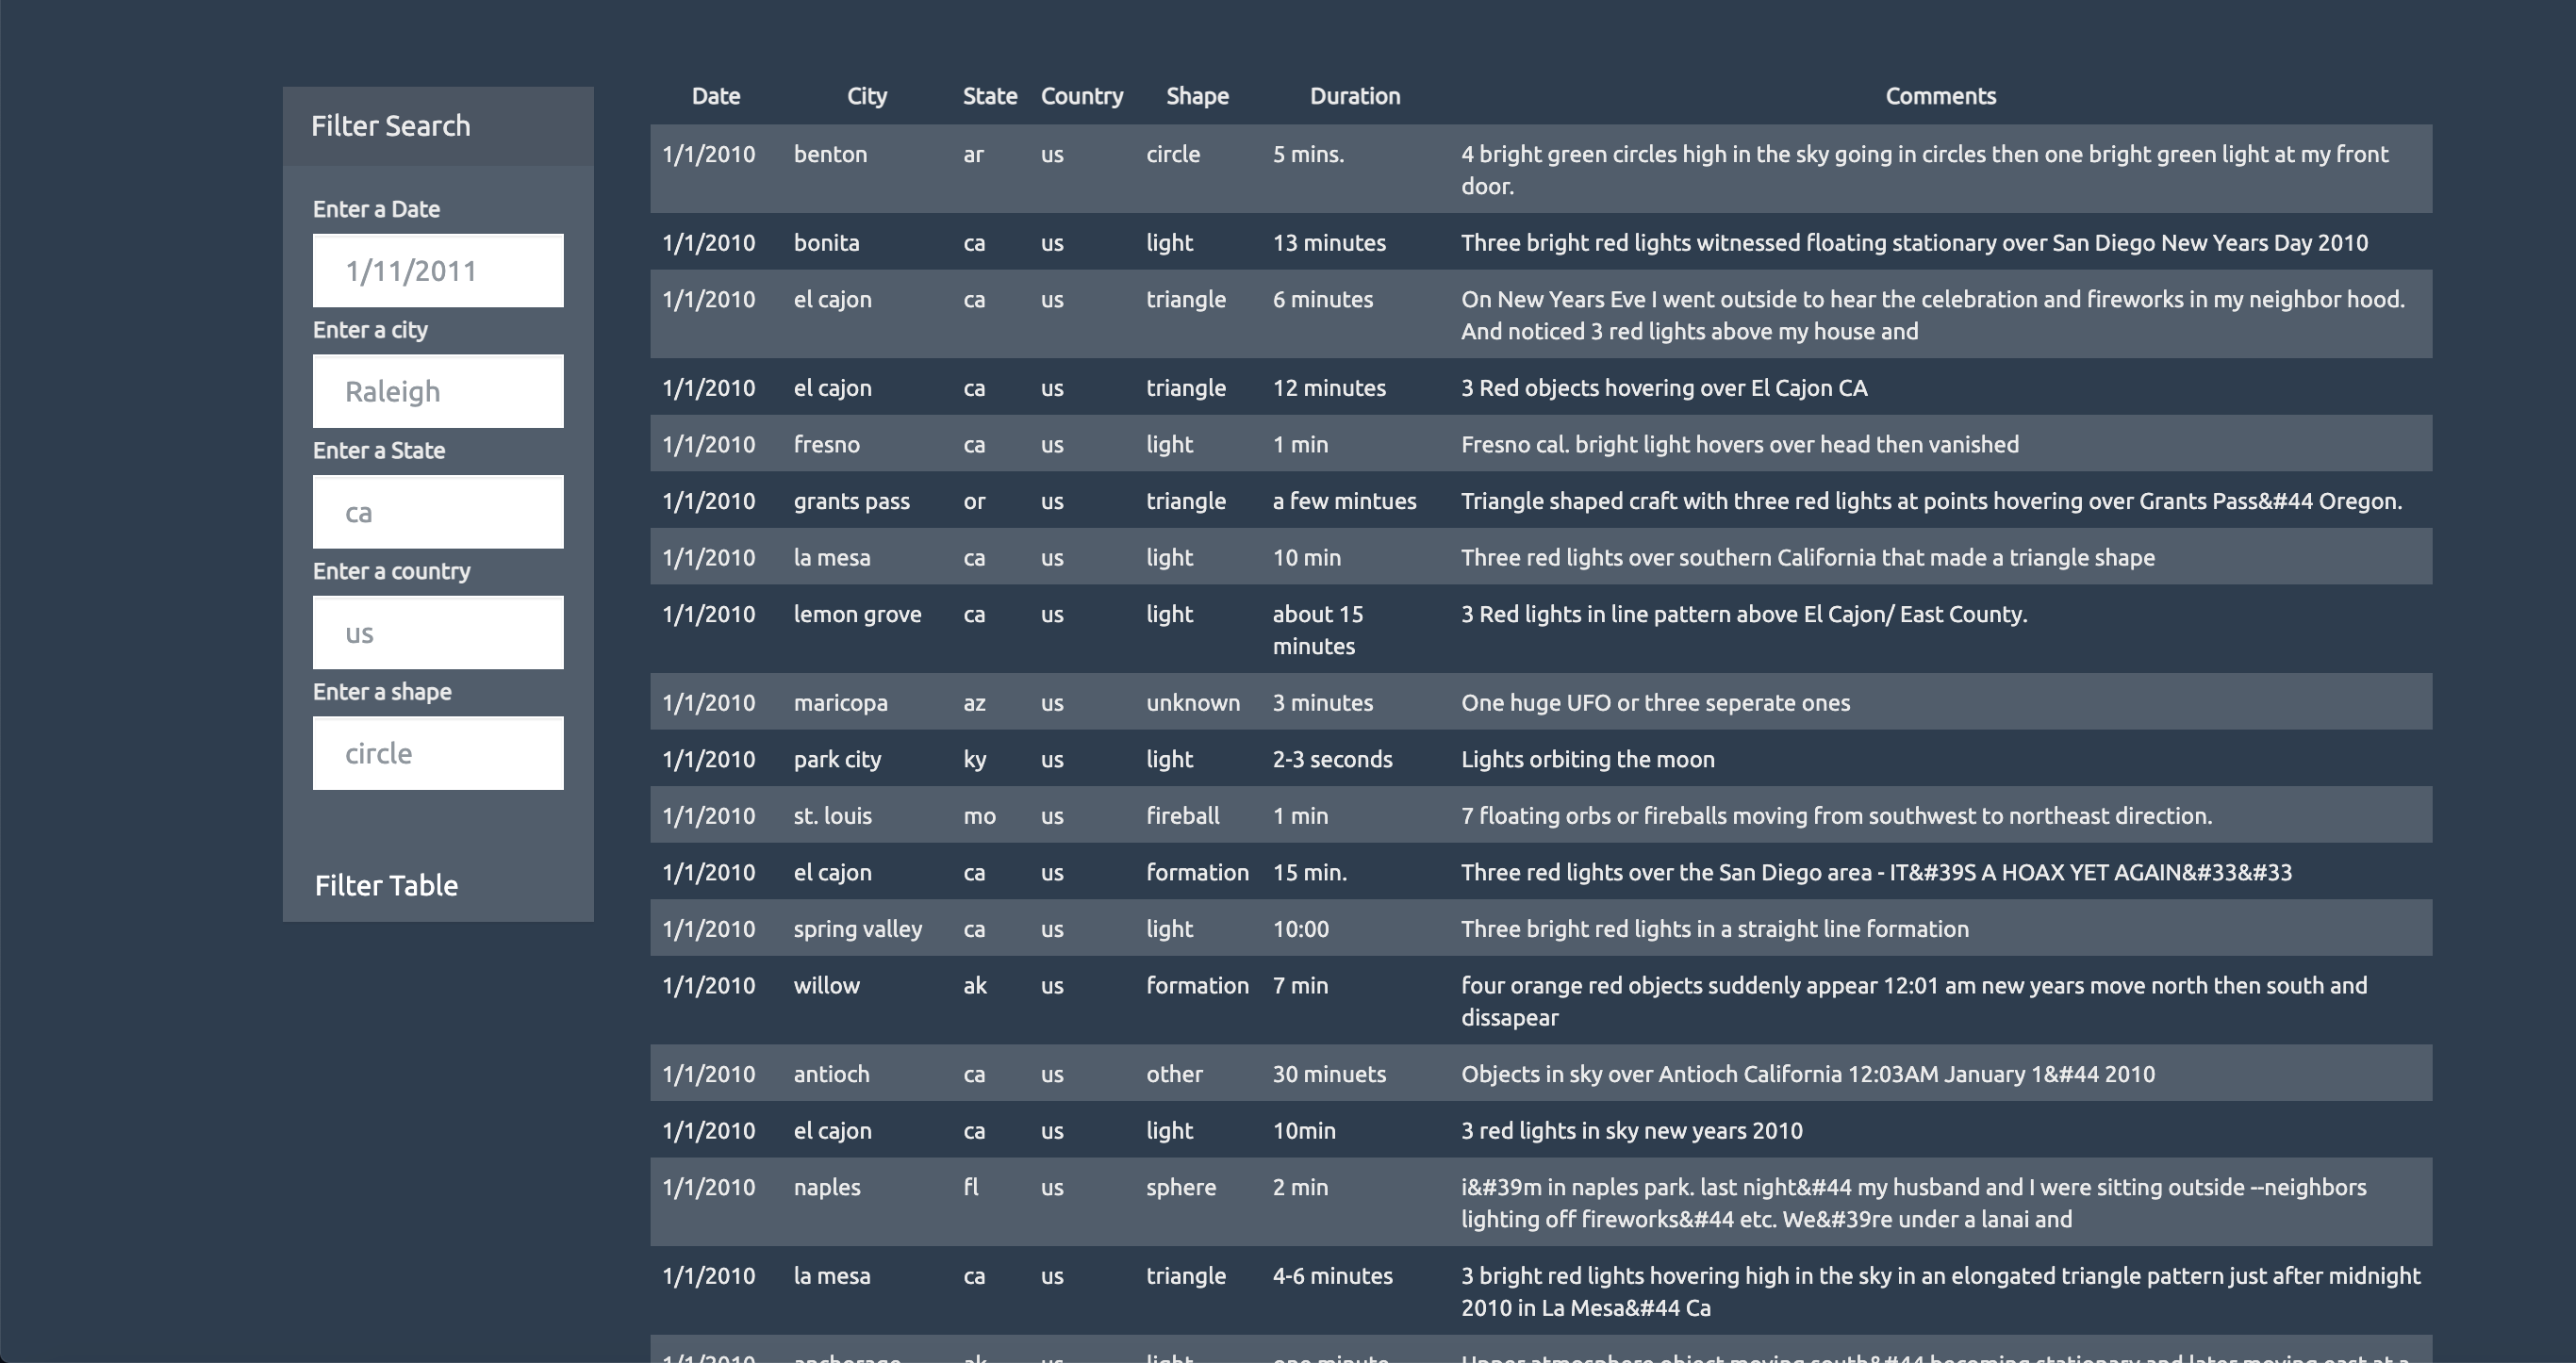 Filter Search
Enter a Date
1/11/2011
Enter a city
Raleigh
Enter a State
ca
Enter a country
us
Enter a shape
circle
Filter Table
Date City State Country Shape Duration Comments
1/1/2010 benton ar us circle 5 mins. 4 bright green circles high in the sky going in circles then one bright green light at my front
door.
1/1/2010 bonita ca us light 13 minutes Three bright red lights witnessed floating stationary over San Diego New Years Day 2010
1/1/2010 el cajon ca us triangle 6 minutes On New Years Eve I went outside to hear the celebration and fireworks in my neighbor hood.
And noticed 3 red lights above my house and
1/1/2010 el cajon ca us triangle 12 minutes 3 Red objects hovering over El Cajon CA
1/1/2010 fresno ca us light 1 min Fresno cal. bright light hovers over head then vanished
1/1/2010 grants pass or us triangle a few mintues Triangle shaped craft with three red lights at points hovering over Grants Pass&#44 Oregon.
1/1/2010 la mesa ca us light 10 min Three red lights over southern California that made a triangle shape
1/1/2010 lemon grove ca us light about 15 3 Red lights in line pattern above El Cajon/ East County.
minutes
1/1/2010 maricopa az us unknown 3 minutes One huge UFO or three seperate ones
1/1/2010 park city ky us light 2-3 seconds Lights orbiting the moon
1/1/2010 st. louis mo us fireball 1 min 7 floating orbs or fireballs moving from southwest to northeast direction.
1/1/2010 el cajon ca us formation 15 min. Three red lights over the San Diego area - IT&#39S A HOAX YET AGAIN&#33&#33
1/1/2010 spring valley ca us light 10:00 Three bright red lights in a straight line formation
1/1/2010 willow ak us formation 7 min four orange red objects suddenly appear 12:01 am new years move north then south and
dissapear
1/1/2010 antioch ca us other 30 minuets Objects in sky over Antioch California 12:03AM January 1&#44 2010
1/1/2010 el cajon ca us light 10min 3 red lights in sky new years 2010
1/1/2010 naples fl us sphere 2 min i&#39m in naples park. last night&#44 my husband and I were sitting outside --neighbors
lighting off fireworks&#44 etc. We&#39re under a lanai and
1/1/2010 la mesa ca us triangle 4-6 minutes 3 bright red lights hovering high in the sky in an elongated triangle pattern just after midnight
2010 in La Mesa&#44 Ca
1/1/2010 anchorage ak us light one minute Upper atmosphere object moving south&#44 becoming stationary and later moving east at a